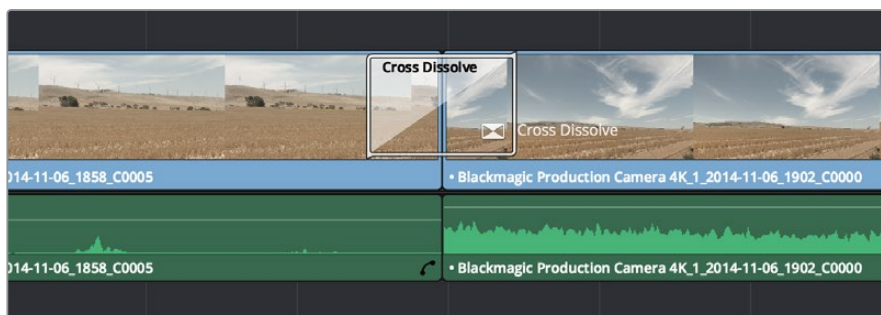 Cross Dissolve
Cross Dissolve
014-11-06_1858_C0005
• Blackmagic Production Camera 4K_1_2014-11-06_1902_C0000
014-11-06_1858_C0005
• Blackmagic Production Camera 4K_1_2014-11-06_1902_C0000